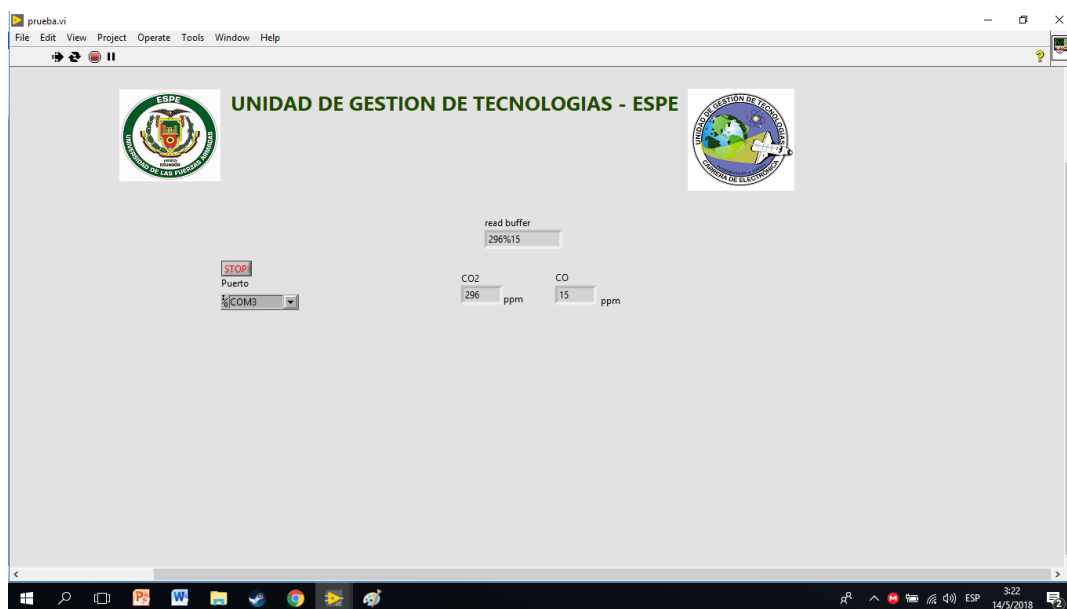 prueba.vi
File Edit View Project Operate Tools Window Help
UNIDAD DE GESTION DE TECNOLOGIAS - ESPE
ESPE
UNIVERSIDAD DE LAS FUERZAS ARMADAS
ECUADOR
UNIDAD DE GESTIÓN DE TECNOLOGÍAS
CARRERA DE ELECTRÓNICA
read buffer
296%15
STOP
Puerto
COM3
CO2
296 ppm
CO
15 ppm
ESP
3:22
14/5/2018
2